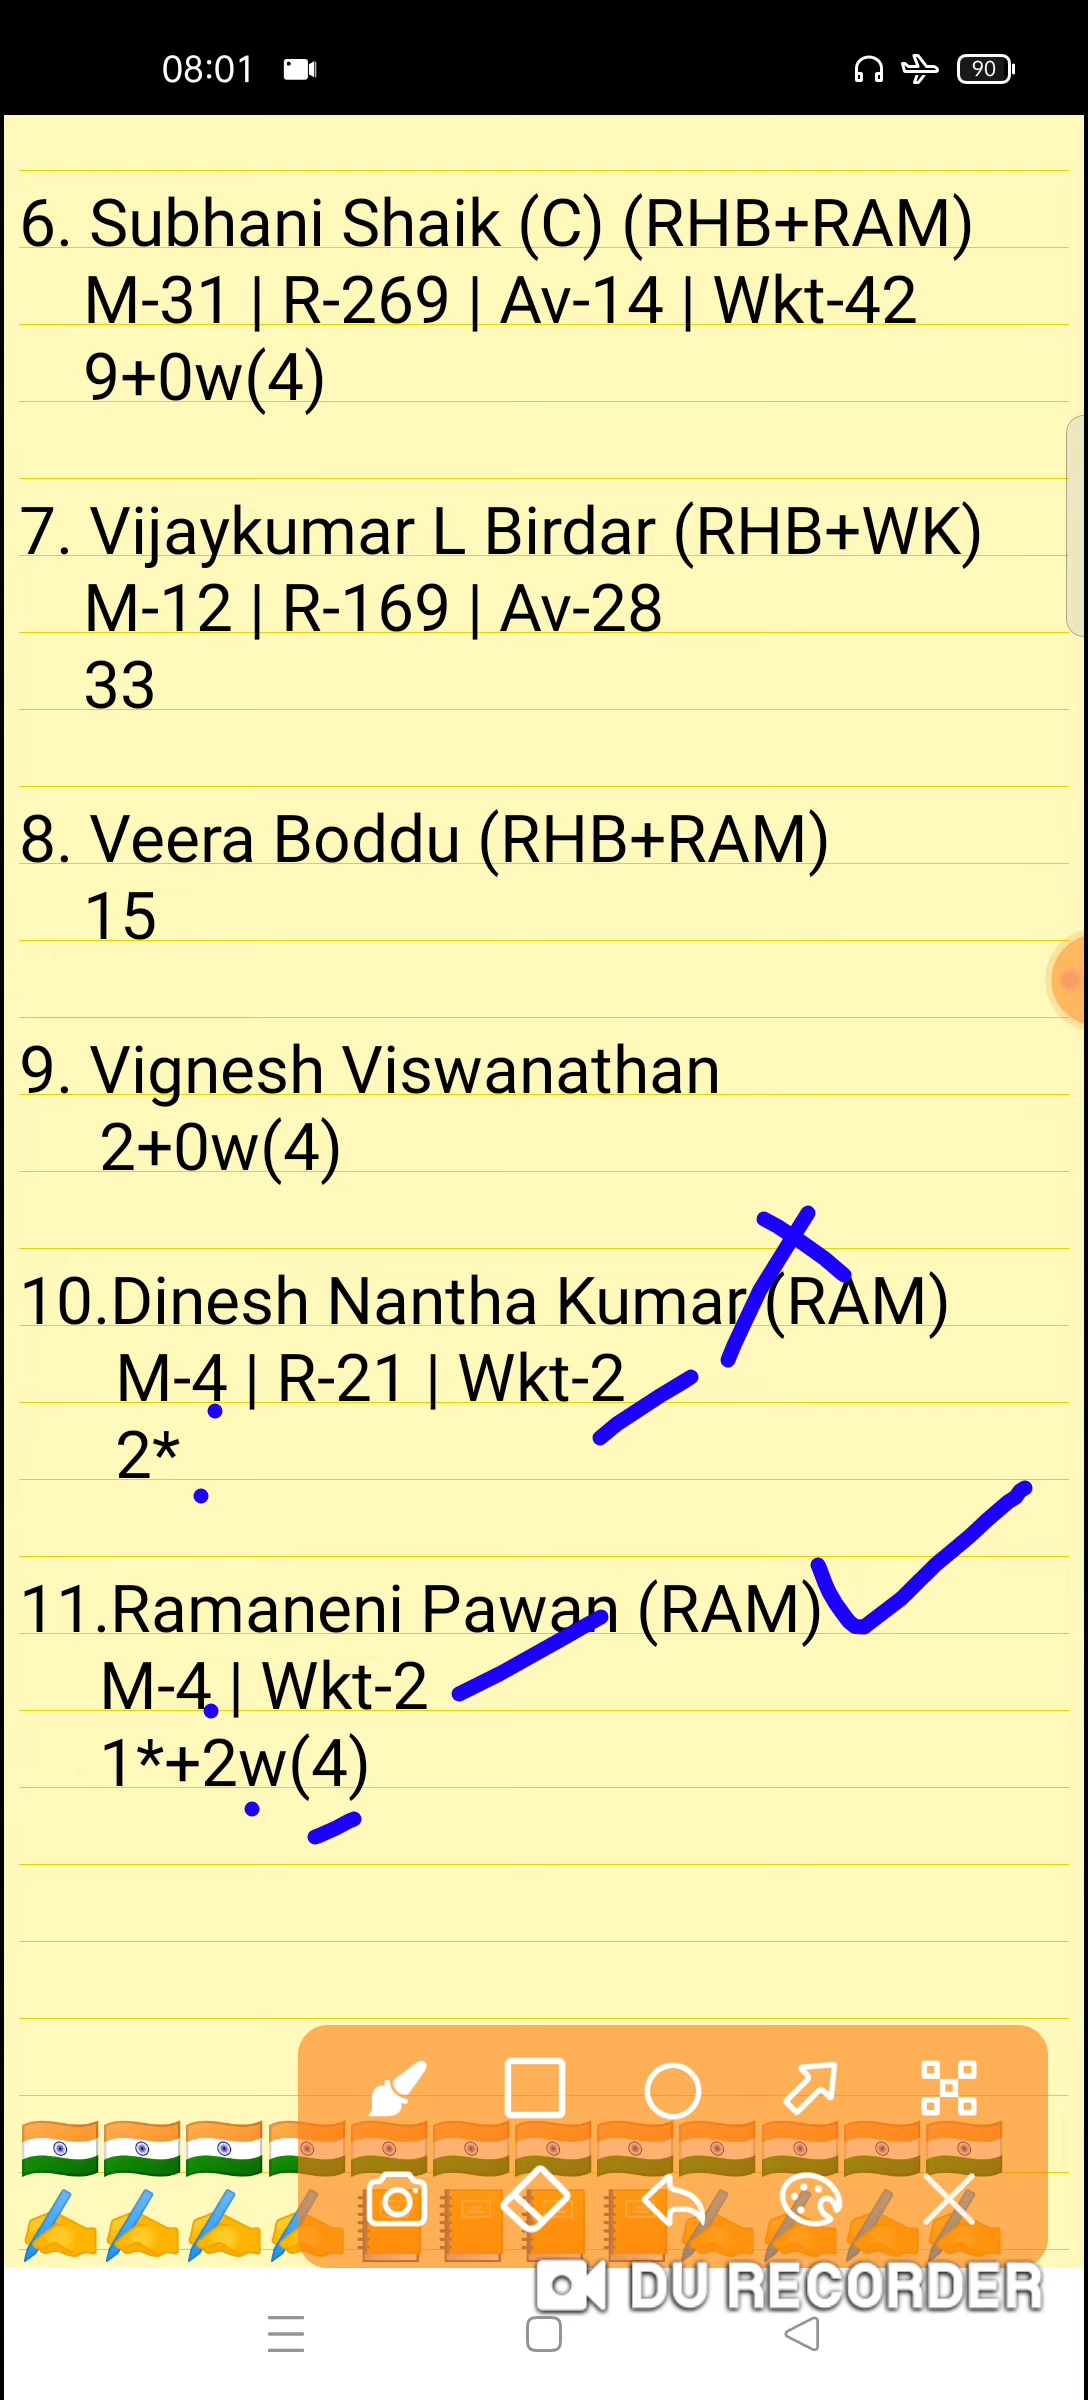 08:01
90
6. Subhani Shaik (C) (RHB+RAM)
M-31 | R-269 | Av-14 | Wkt-42
9+0w(4)
7. Vijaykumar L Birdar (RHB+WK)
M-12 | R-169 | Av-28
33
8. Veera Boddu (RHB+RAM)
15
9. Vignesh Viswanathan
2+0w(4)
10.Dinesh Nantha Kumar (RAM)
M-4 | R-21 | Wkt-2
2*
11.Ramaneni Pawan (RAM)
M-4 | Wkt-2
1*+2w(4)
DU RECORDER